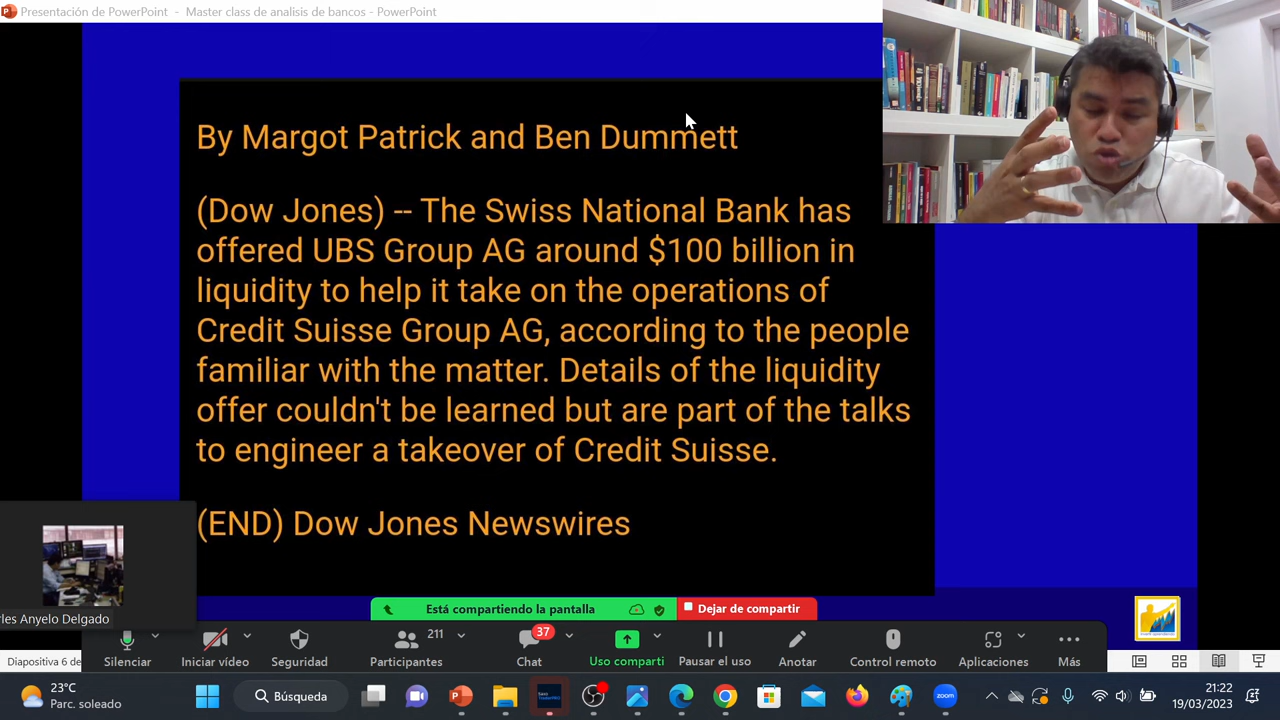 Presentación de PowerPoint - Master class de analisis de bancos - PowerPoint
By Margot Patrick and Ben Dummett
(Dow Jones) -- The Swiss National Bank has
offered UBS Group AG around $100 billion in
liquidity to help it take on the operations of
Credit Suisse Group AG, according to the people
familiar with the matter. Details of the liquidity
offer couldn't be learned but are part of the talks
to engineer a takeover of Credit Suisse.
(END) Dow Jones Newswires
rles Anyelo Delgado
Está compartiendo la pantalla
Dejar de compartir
211
37
Silenciar
Iniciar vídeo
Seguridad
Participantes
Chat
Uso comparti
Pausar el uso
Anotar
Control remoto
Aplicaciones
Más
Diapositiva 6 de
23°C
Parc. soleado
Búsqueda
zoom
21:22
19/03/2023